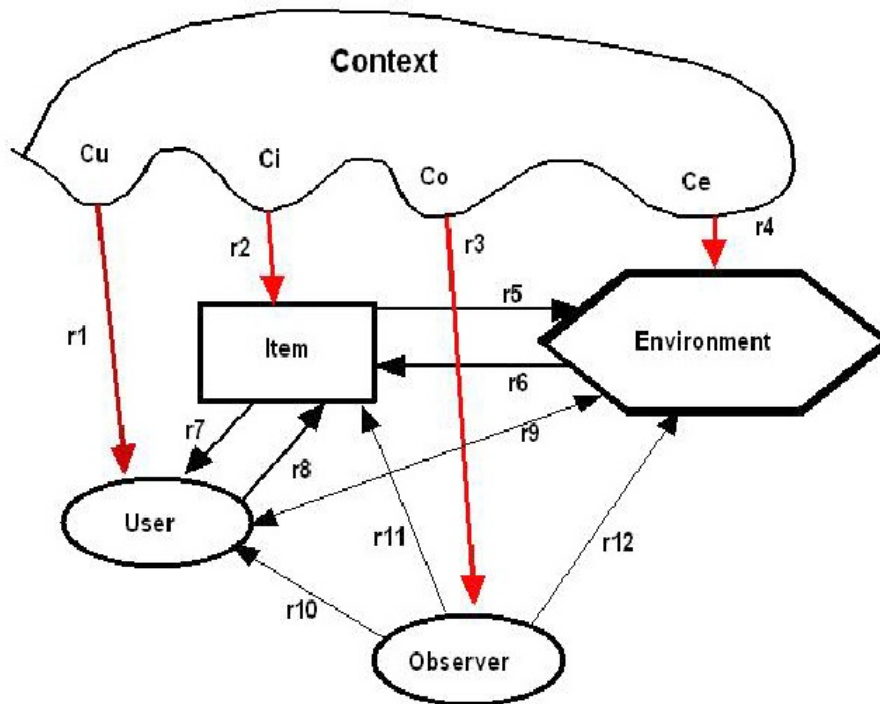 Context
Cu
Ci
Co
Ce
r1
r2
r3
r4
r5
Item
Environment
r6
r7
r8
r9
User
r11
r12
r10
Observer